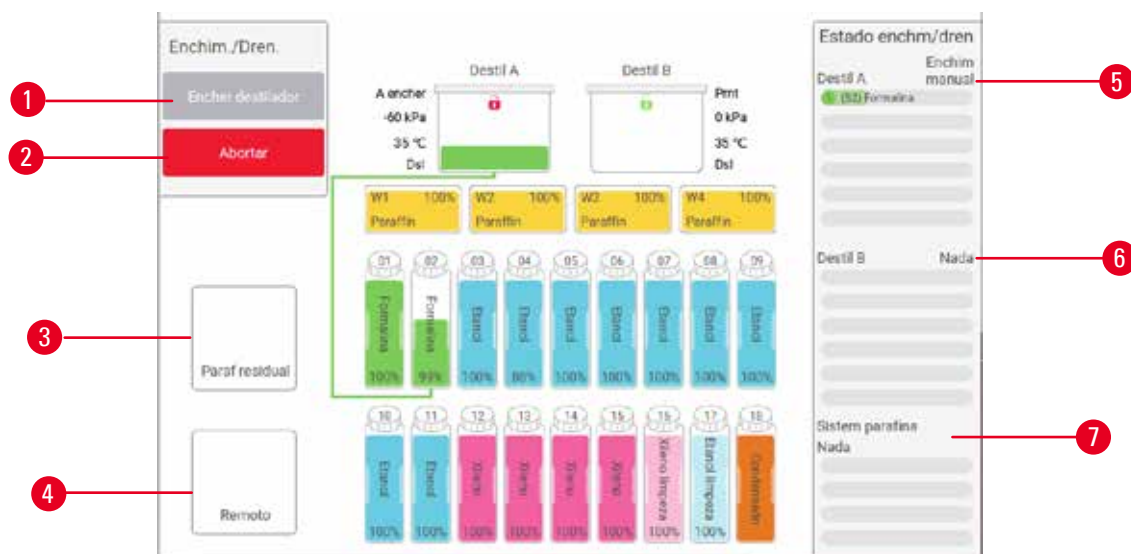 Enchim./Dren.
Encher destilador
Abortar
Paraf residual
Remoto
1
2
3
4
Destil A
Destil B
A encher
-60 kPa
35 °C
Dsl
Prnt
0 kPa
35 °C
Dsl
W1 100%
Paraffin
W2 100%
Paraffin
W3 100%
Paraffin
W4 100%
Paraffin
01 02 03 04 05 06 07 08 09
Formalina Formalina Etanol Etanol Etanol Etanol Etanol Etanol Etanol
100% 99% 100% 100% 100% 100% 100% 100%
10 11 12 13 14 15 16 17 18
Etanol Etanol Xileno Xileno Xileno Xileno Xileno limpeza Etanol limpeza Condensado
100% 100% 100% 100% 100% 100% 100% 100% 100%
Estado enchm/dren
Enchim
Destil A manual
(S2) Formalina
Destil B Nada
Sistem parafina
Nada
5
6
7